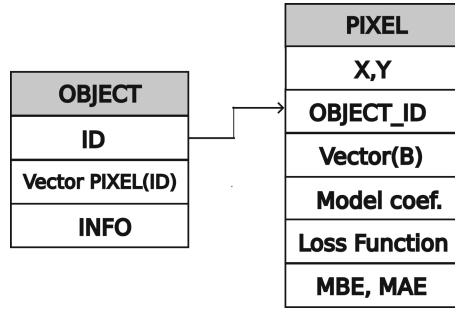 OBJECT
ID
Vector PIXEL(ID)
INFO
PIXEL
X,Y
OBJECT_ID
Vector(B)
Model coef.
Loss Function
MBE, MAE